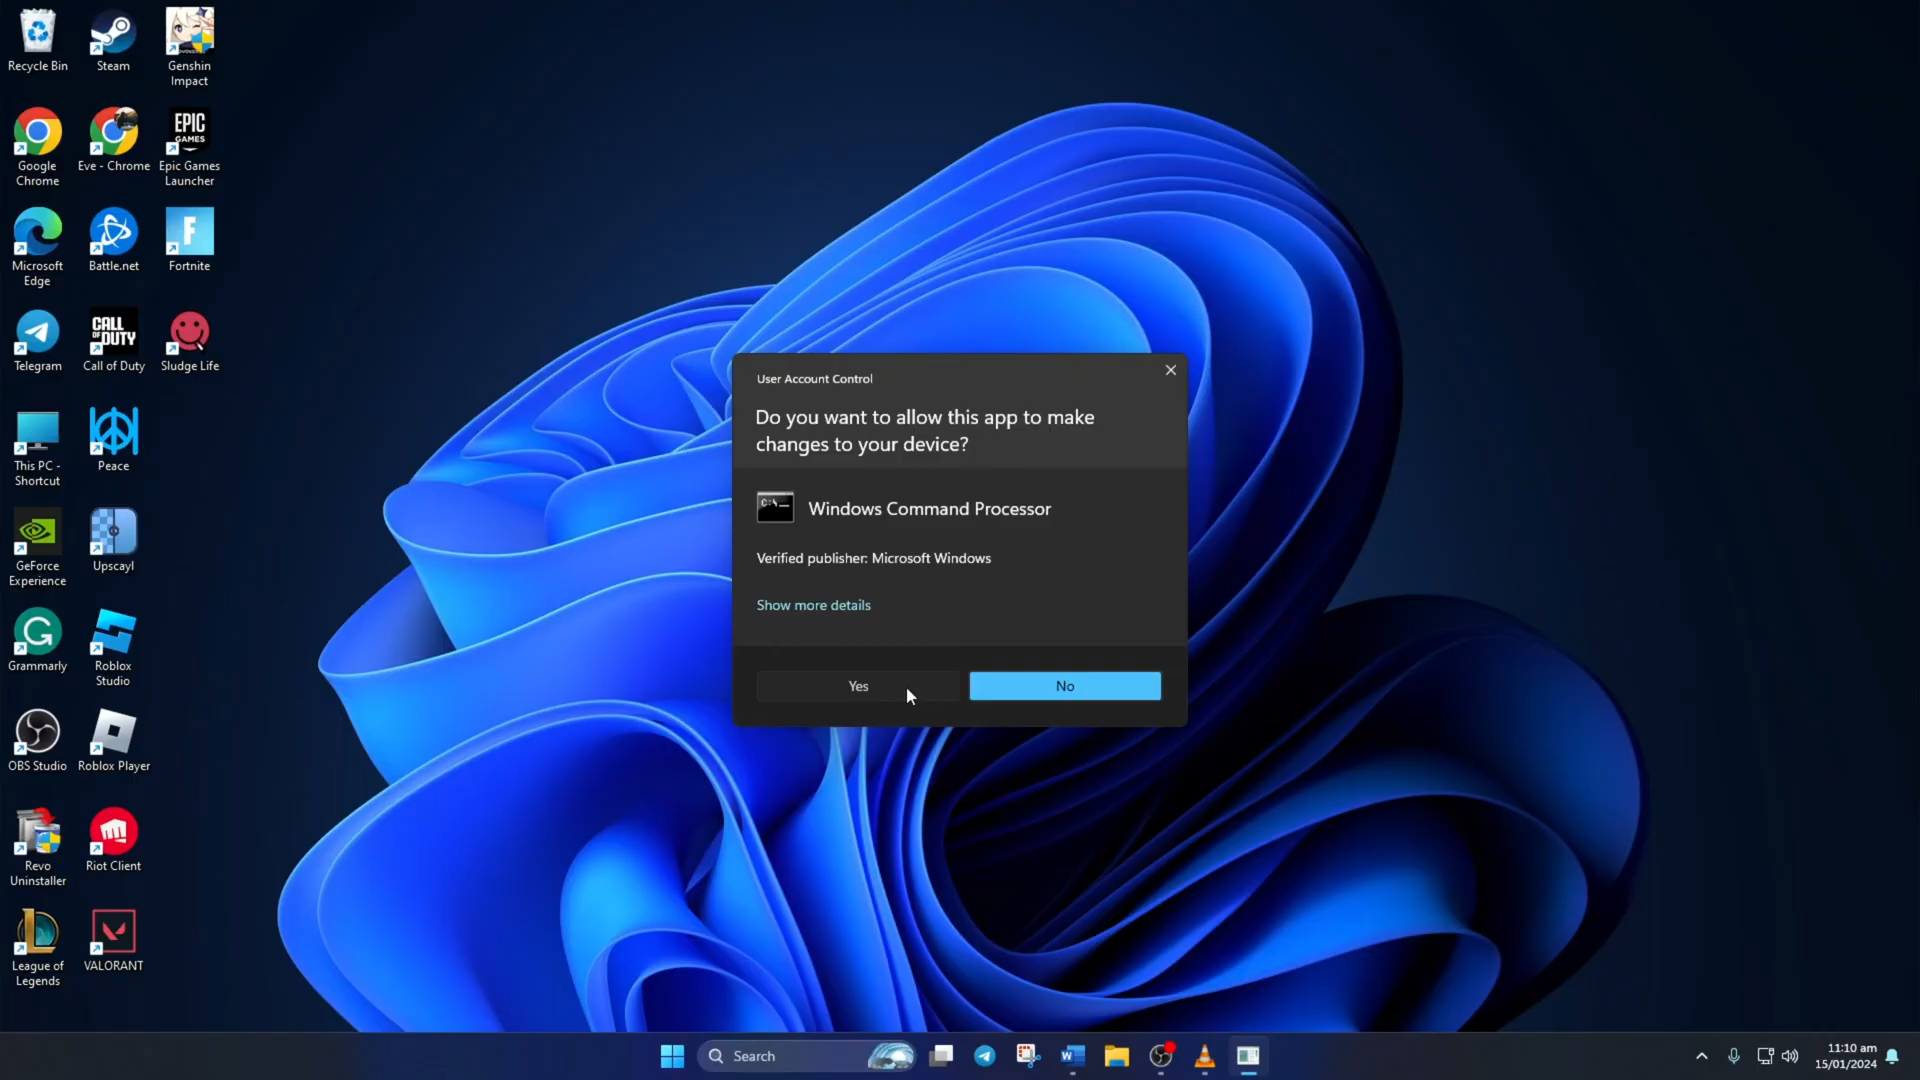 Recycle Bin
Steam
Genshin
Impact
Google
Chrome
Eve - Chrome
EPIC
GAMES
Epic Games
Launcher
Microsoft
Edge
Battle.net
F
Fortnite
Telegram
CALL
OF DUTY
Call of Duty
Sludge Life
This PC -
Shortcut
Peace
GeForce
Experience
Upscayl
G
Grammarly
Roblox
Studio
OBS Studio
Roblox Player
Revo
Uninstaller
Riot Client
L
League of
Legends
VALORANT
User Account Control
Do you want to allow this app to make
changes to your device?
C:\
Windows Command Processor
Verified publisher: Microsoft Windows
Show more details
Yes
No
Search
W
11:10 am
15/01/2024